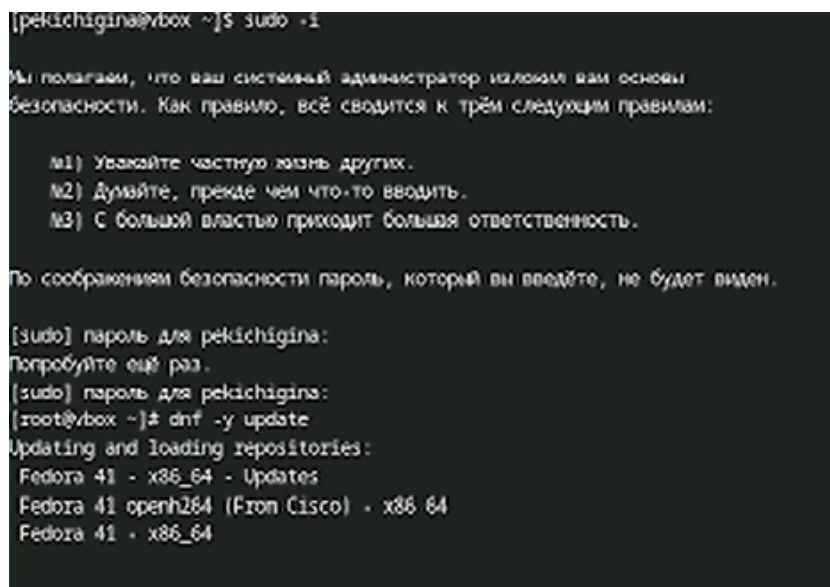 [pekichigina@vbox ~]$ sudo -i
Мы полагаем, что ваш системный администратор изложил вам основы
безопасности. Как правило, всё сводится к трём следующим правилам:
№1) Уважайте частную жизнь других.
№2) Думайте, прежде чем что-то вводить.
№3) С большой властью приходит большая ответственность.
По соображениям безопасности пароль, который вы введёте, не будет виден.
[sudo] пароль для pekichigina:
Попробуйте ещё раз.
[sudo] пароль для pekichigina:
[root@vbox ~]# dnf -y update
Updating and loading repositories:
Fedora 41 - x86_64 - Updates
Fedora 41 openh264 (From Cisco) - x86_64
Fedora 41 - x86_64